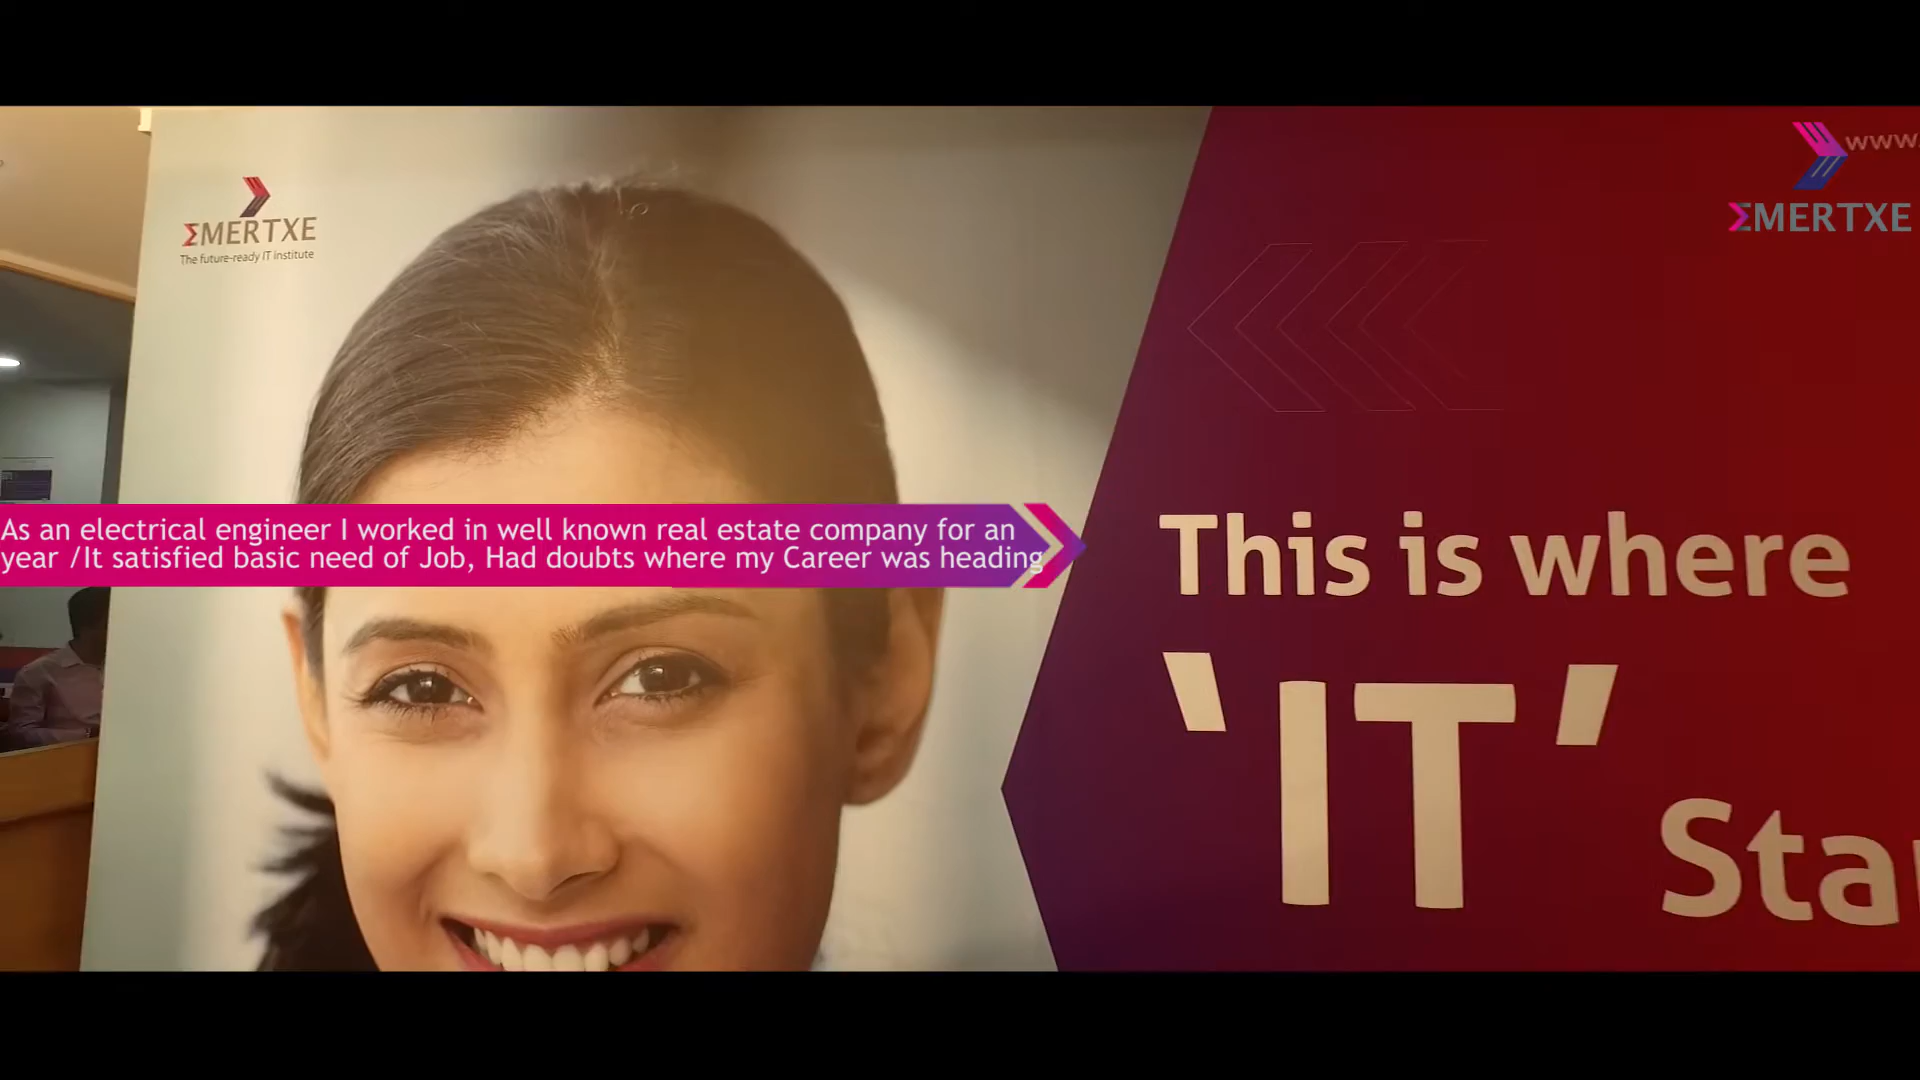 www.
ΣMERTXE
ΣMERTXE
The future-ready IT institute
As an electrical engineer I worked in well known real estate company for an
year /It satisfied basic need of Job, Had doubts where my Career was heading
This is where
‘IT’
Star